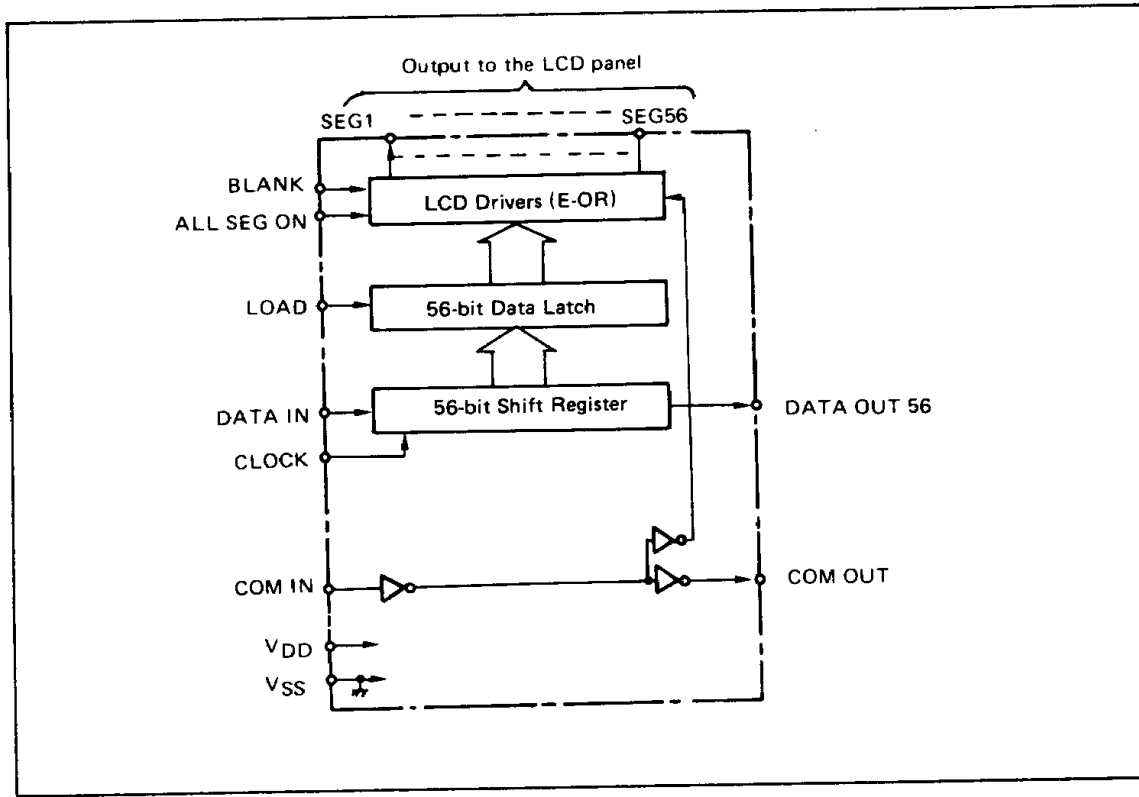 Output to the LCD panel
SEG1
SEG56
BLANK
LCD Drivers (E-OR)
ALL SEG ON
LOAD
56-bit Data Latch
DATA IN
56-bit Shift Register
DATA OUT 56
CLOCK
COM IN
COM OUT
VDD
VSS